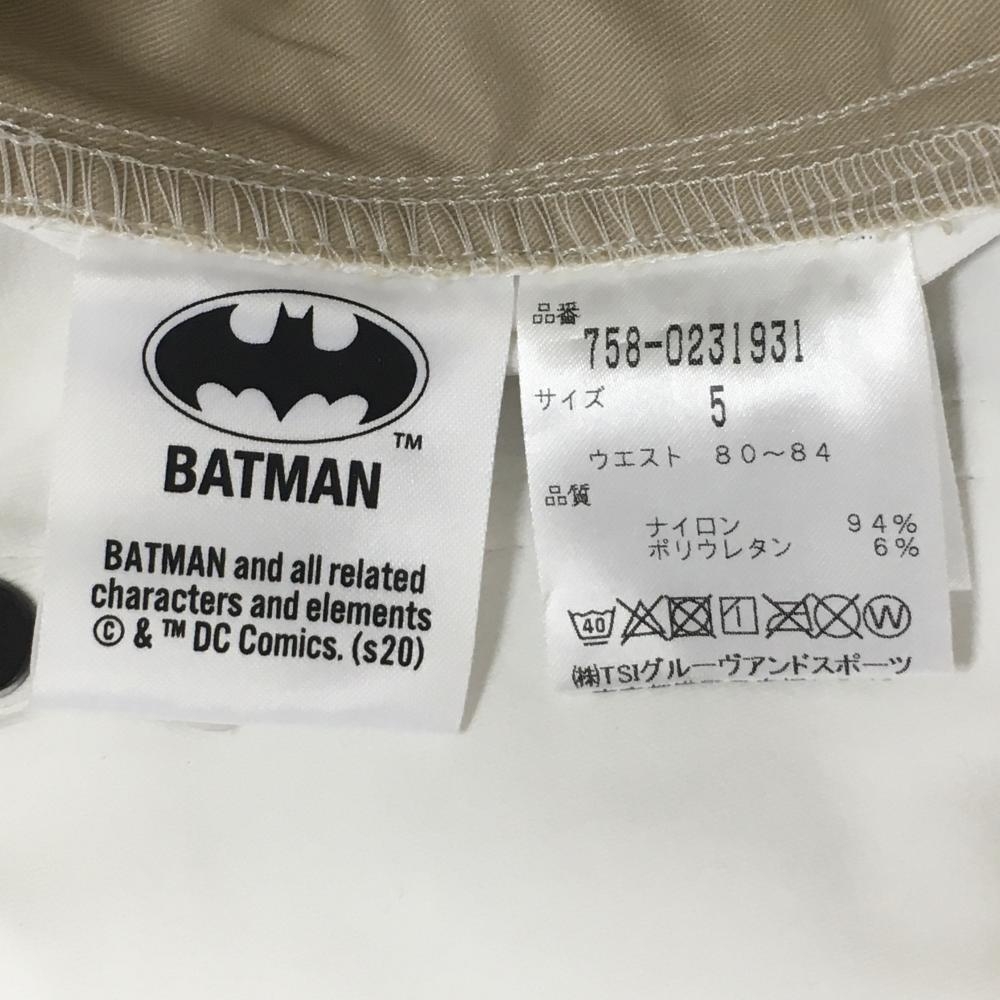 TM
BATMAN
BATMAN and all related
characters and elements
© & ™ DC Comics. (s20)
品番
758-0231931
サイズ 5
ウエスト 80～84
品質
ナイロン 94%
ポリウレタン 6%
40
W
㈱TSIグルーヴアンドスポーツ